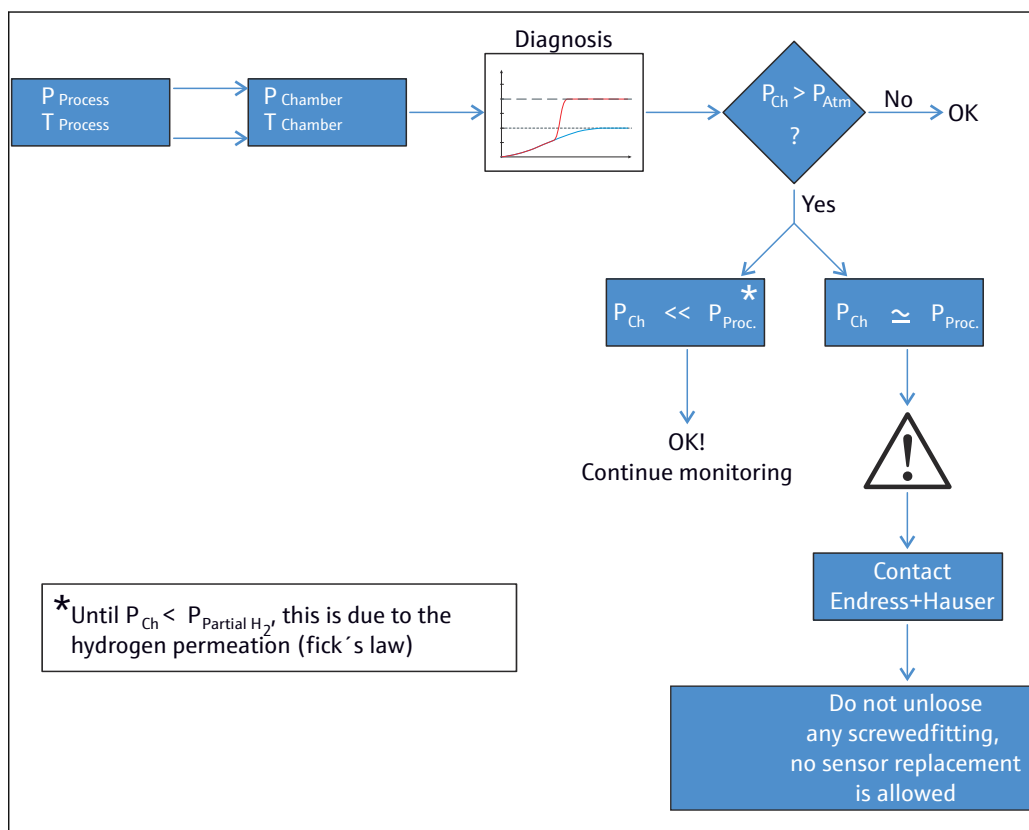 Diagnosis
P Process
T Process
P Chamber
T Chamber
P Ch > P Atm
?
No
OK
Yes
P Ch << P Proc. *
P Ch ≃ P Proc.
OK!
Continue monitoring
!
Contact
Endress+Hauser
*Until P Ch < P Partial H2, this is due to the
hydrogen permeation (fick´s law)
Do not unloose
any screwedfitting,
no sensor replacement
is allowed